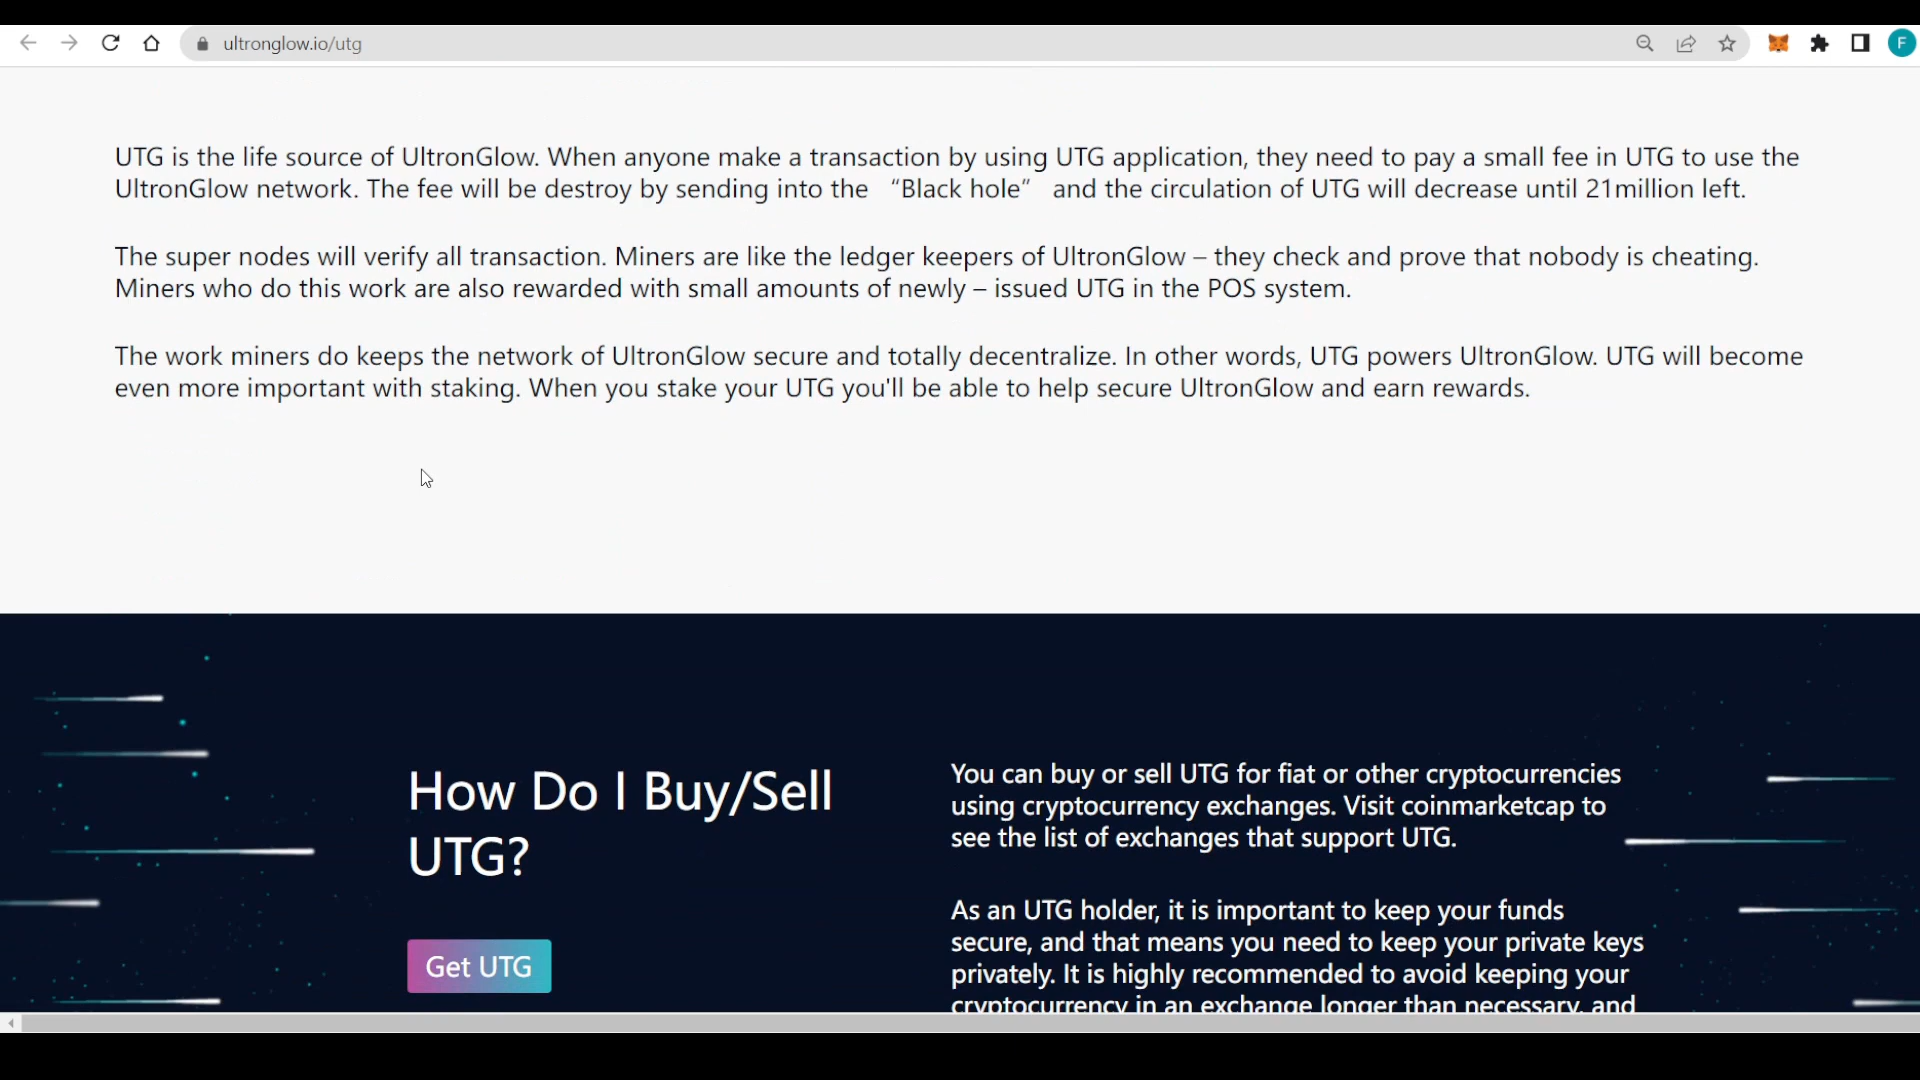 ultronglow.io/utg
F
UTG is the life source of UltronGlow. When anyone make a transaction by using UTG application, they need to pay a small fee in UTG to use the
UltronGlow network. The fee will be destroy by sending into the “Black hole” and the circulation of UTG will decrease until 21million left.
The super nodes will verify all transaction. Miners are like the ledger keepers of UltronGlow – they check and prove that nobody is cheating.
Miners who do this work are also rewarded with small amounts of newly – issued UTG in the POS system.
The work miners do keeps the network of UltronGlow secure and totally decentralize. In other words, UTG powers UltronGlow. UTG will become
even more important with staking. When you stake your UTG you'll be able to help secure UltronGlow and earn rewards.
How Do I Buy/Sell
UTG?
Get UTG
You can buy or sell UTG for fiat or other cryptocurrencies
using cryptocurrency exchanges. Visit coinmarketcap to
see the list of exchanges that support UTG.
As an UTG holder, it is important to keep your funds
secure, and that means you need to keep your private keys
privately. It is highly recommended to avoid keeping your
cryptocurrency in an exchange longer than necessary, and